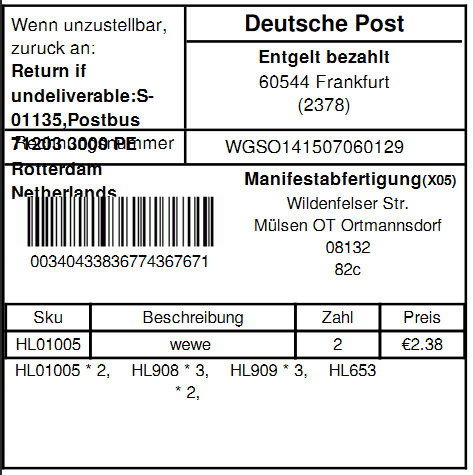 Wenn unzustellbar,
zuruck an:
Return if
undeliverable:S-
01135,Postbus
71203 3000 PE
Rotterdam
Netherlands
Deutsche Post
Entgelt bezahlt
60544 Frankfurt
(2378)
Rechnungsnummer
WGSO141507060129
Manifestabfertigung(X05)
Wildenfelser Str.
Mülsen OT Ortmannsdorf
08132
82c
00340433836774367671
Sku Beschreibung Zahl Preis
HL01005 wewe 2 €2.38
HL01005 * 2, HL908 * 3, HL909 * 3, HL653
* 2,